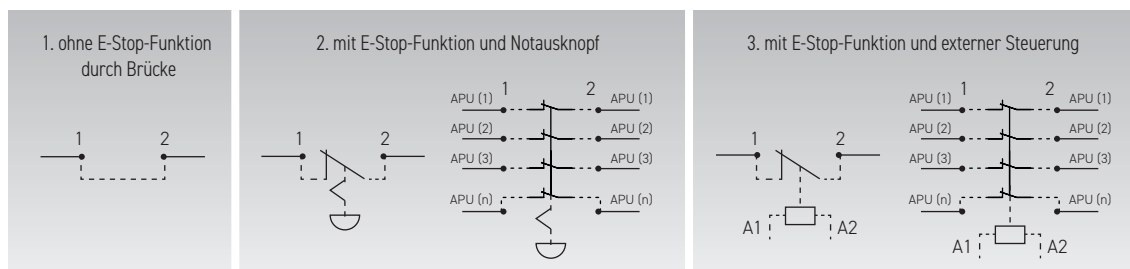 1. ohne E-Stop-Funktion
durch Brücke
1 2
2. mit E-Stop-Funktion und Notausknopf
1 2
1 2
APU (1) APU (1)
APU (2) APU (2)
APU (3) APU (3)
APU (n) APU (n)
3. mit E-Stop-Funktion und externer Steuerung
1 2
A1 A2
1 2
APU (1) APU (1)
APU (2) APU (2)
APU (3) APU (3)
APU (n) APU (n)
A1 A2